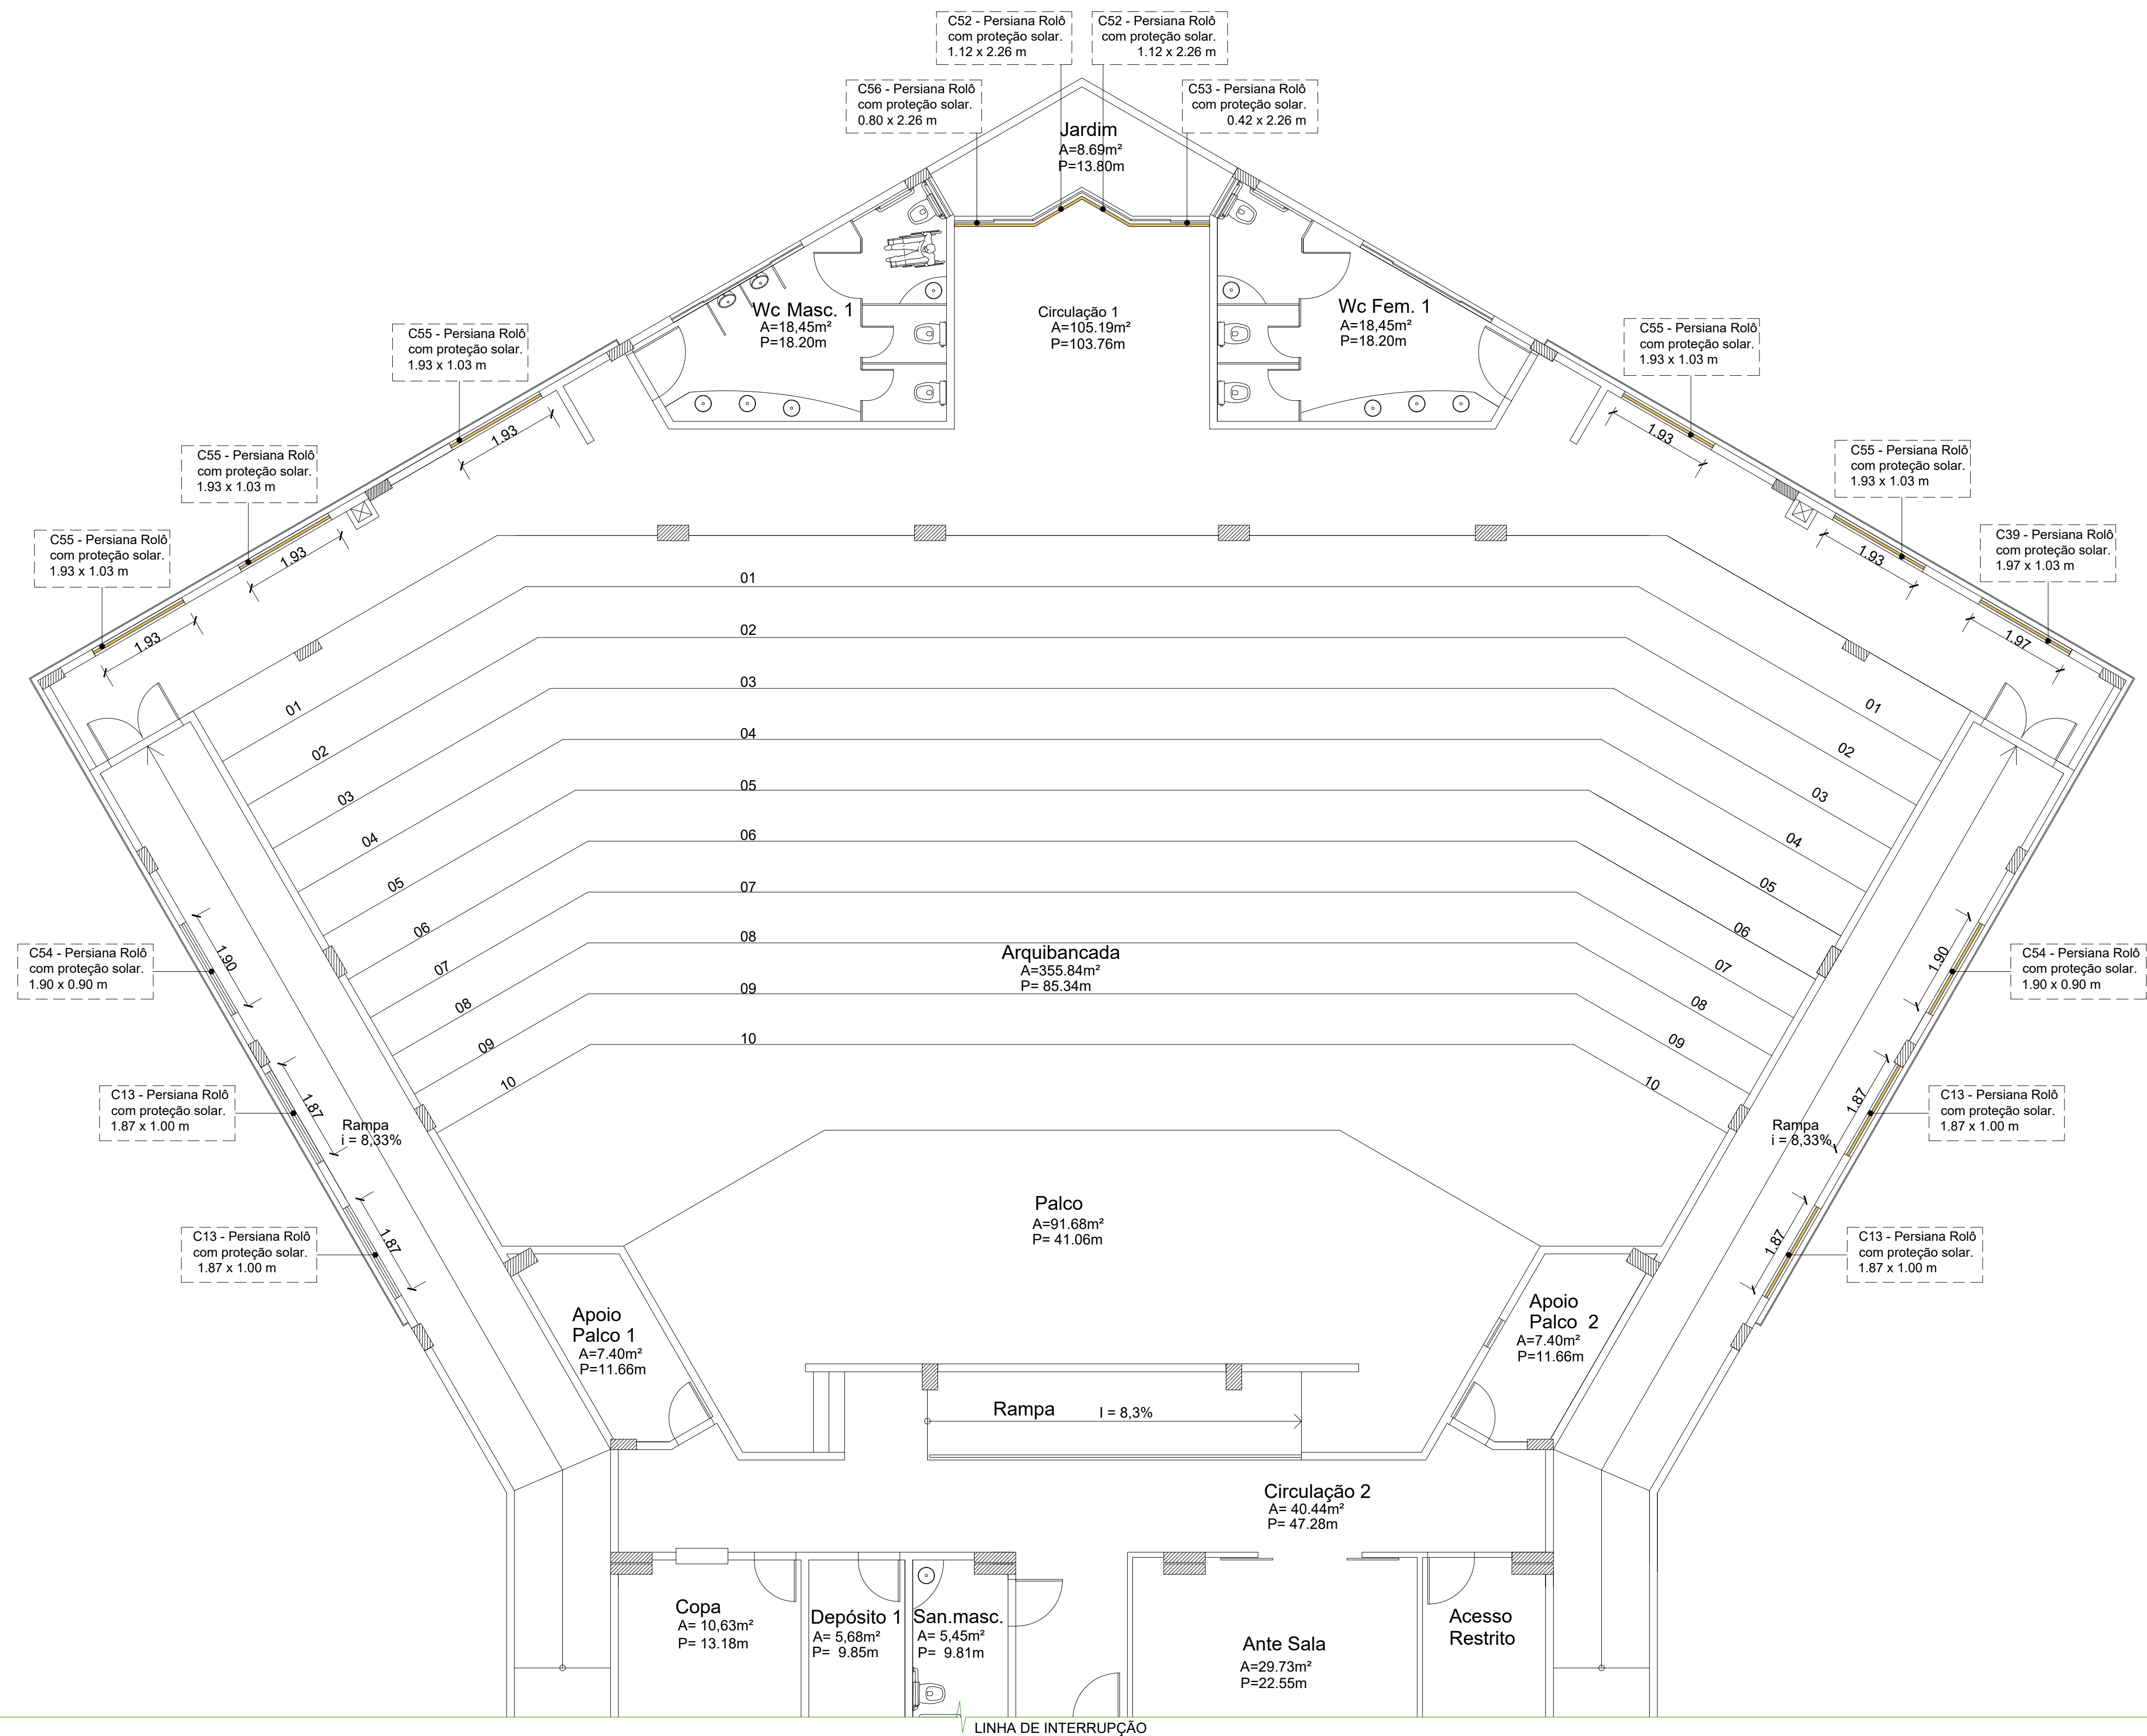 C52 - Persiana Rolô
com proteção solar.
1.12 x 2.26 m
C52 - Persiana Rolô
com proteção solar.
1.12 x 2.26 m
C56 - Persiana Rolô
com proteção solar.
0.80 x 2.26 m
C53 - Persiana Rolô
com proteção solar.
0.42 x 2.26 m
Jardim
A=8.69m²
P=13.80m
Wc Masc. 1
A=18,45m²
P=18.20m
Circulação 1
A=105.19m²
P=103.76m
Wc Fem. 1
A=18,45m²
P=18.20m
C55 - Persiana Rolô
com proteção solar.
1.93 x 1.03 m
1.93
C55 - Persiana Rolô
com proteção solar.
1.93 x 1.03 m
1.93
C55 - Persiana Rolô
com proteção solar.
1.93 x 1.03 m
1.93
C55 - Persiana Rolô
com proteção solar.
1.93 x 1.03 m
1.93
C55 - Persiana Rolô
com proteção solar.
1.93 x 1.03 m
1.93
C39 - Persiana Rolô
com proteção solar.
1.97 x 1.03 m
1.97
01
02
03
04
05
06
07
08
09
10
01
02
03
04
05
06
07
08
09
10
01
02
03
04
05
06
07
08
09
10
Arquibancada
A=355.84m²
P= 85.34m
C54 - Persiana Rolô
com proteção solar.
1.90 x 0.90 m
1.90
C13 - Persiana Rolô
com proteção solar.
1.87 x 1.00 m
1.87
Rampa
i = 8,33%
C13 - Persiana Rolô
com proteção solar.
1.87 x 1.00 m
1.87
C54 - Persiana Rolô
com proteção solar.
1.90 x 0.90 m
1.90
C13 - Persiana Rolô
com proteção solar.
1.87 x 1.00 m
1.87
Rampa
i = 8,33%
C13 - Persiana Rolô
com proteção solar.
1.87 x 1.00 m
1.87
Palco
A=91.68m²
P= 41.06m
Apoio
Palco 1
A=7.40m²
P=11.66m
Apoio
Palco 2
A=7.40m²
P=11.66m
Rampa
I = 8,3%
Circulação 2
A= 40.44m²
P= 47.28m
Copa
A= 10,63m²
P= 13.18m
Depósito 1
A= 5,68m²
P= 9.85m
San.masc.
A= 5,45m²
P= 9.81m
Ante Sala
A=29.73m²
P=22.55m
Acesso
Restrito
LINHA DE INTERRUPÇÃO